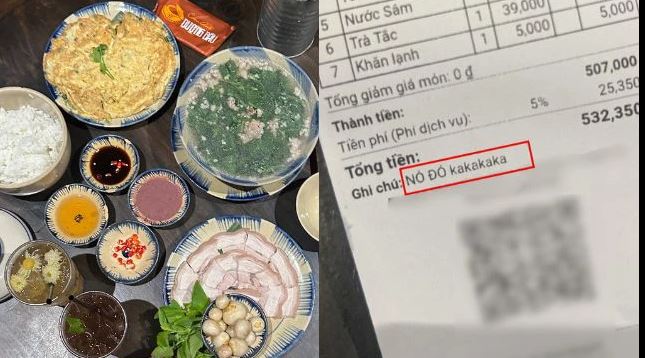 5 Nước Sâm 1 39,000
6 Trà Tắc 1 5,000 5,000
7 Khăn lạnh
Tổng giảm giá món: 0 đ 507,000
Thành tiền: 5% 25,350
Tiền phí (Phí dịch vụ): 532,350
Tổng tiền:
Ghi chú: NÓ ĐÓ kakakaka